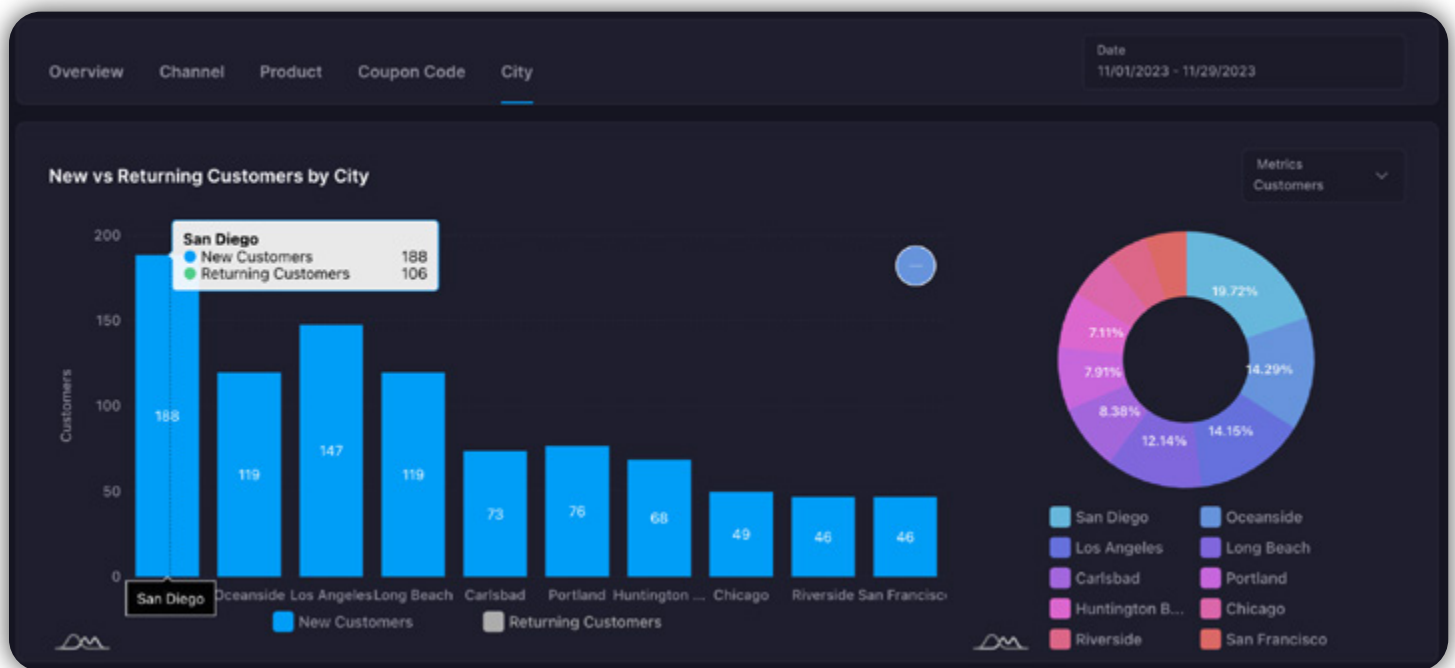 Overview Channel Product Coupon Code City
Date
11/01/2023 - 11/29/2023
New vs Returning Customers by City
Metrics
Customers
200
150
100
50
0
Customers
San Diego
New Customers 188
Returning Customers 106
188
119
147
119
73
76
68
49
46
46
San Diego Oceanside Los Angeles Long Beach Carlsbad Portland Huntington ... Chicago Riverside San Francisc
New Customers Returning Customers
19.72%
14.29%
14.15%
12.14%
8.38%
7.91%
7.11%
San Diego Oceanside
Los Angeles Long Beach
Carlsbad Portland
Huntington B... Chicago
Riverside San Francisco